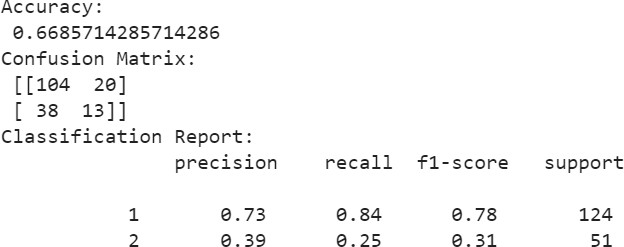 Accuracy:
 0.6685714285714286
Confusion Matrix:
 [[104  20]
 [ 38  13]]
Classification Report:
              precision    recall  f1-score   support

           1       0.73      0.84      0.78       124
           2       0.39      0.25      0.31        51